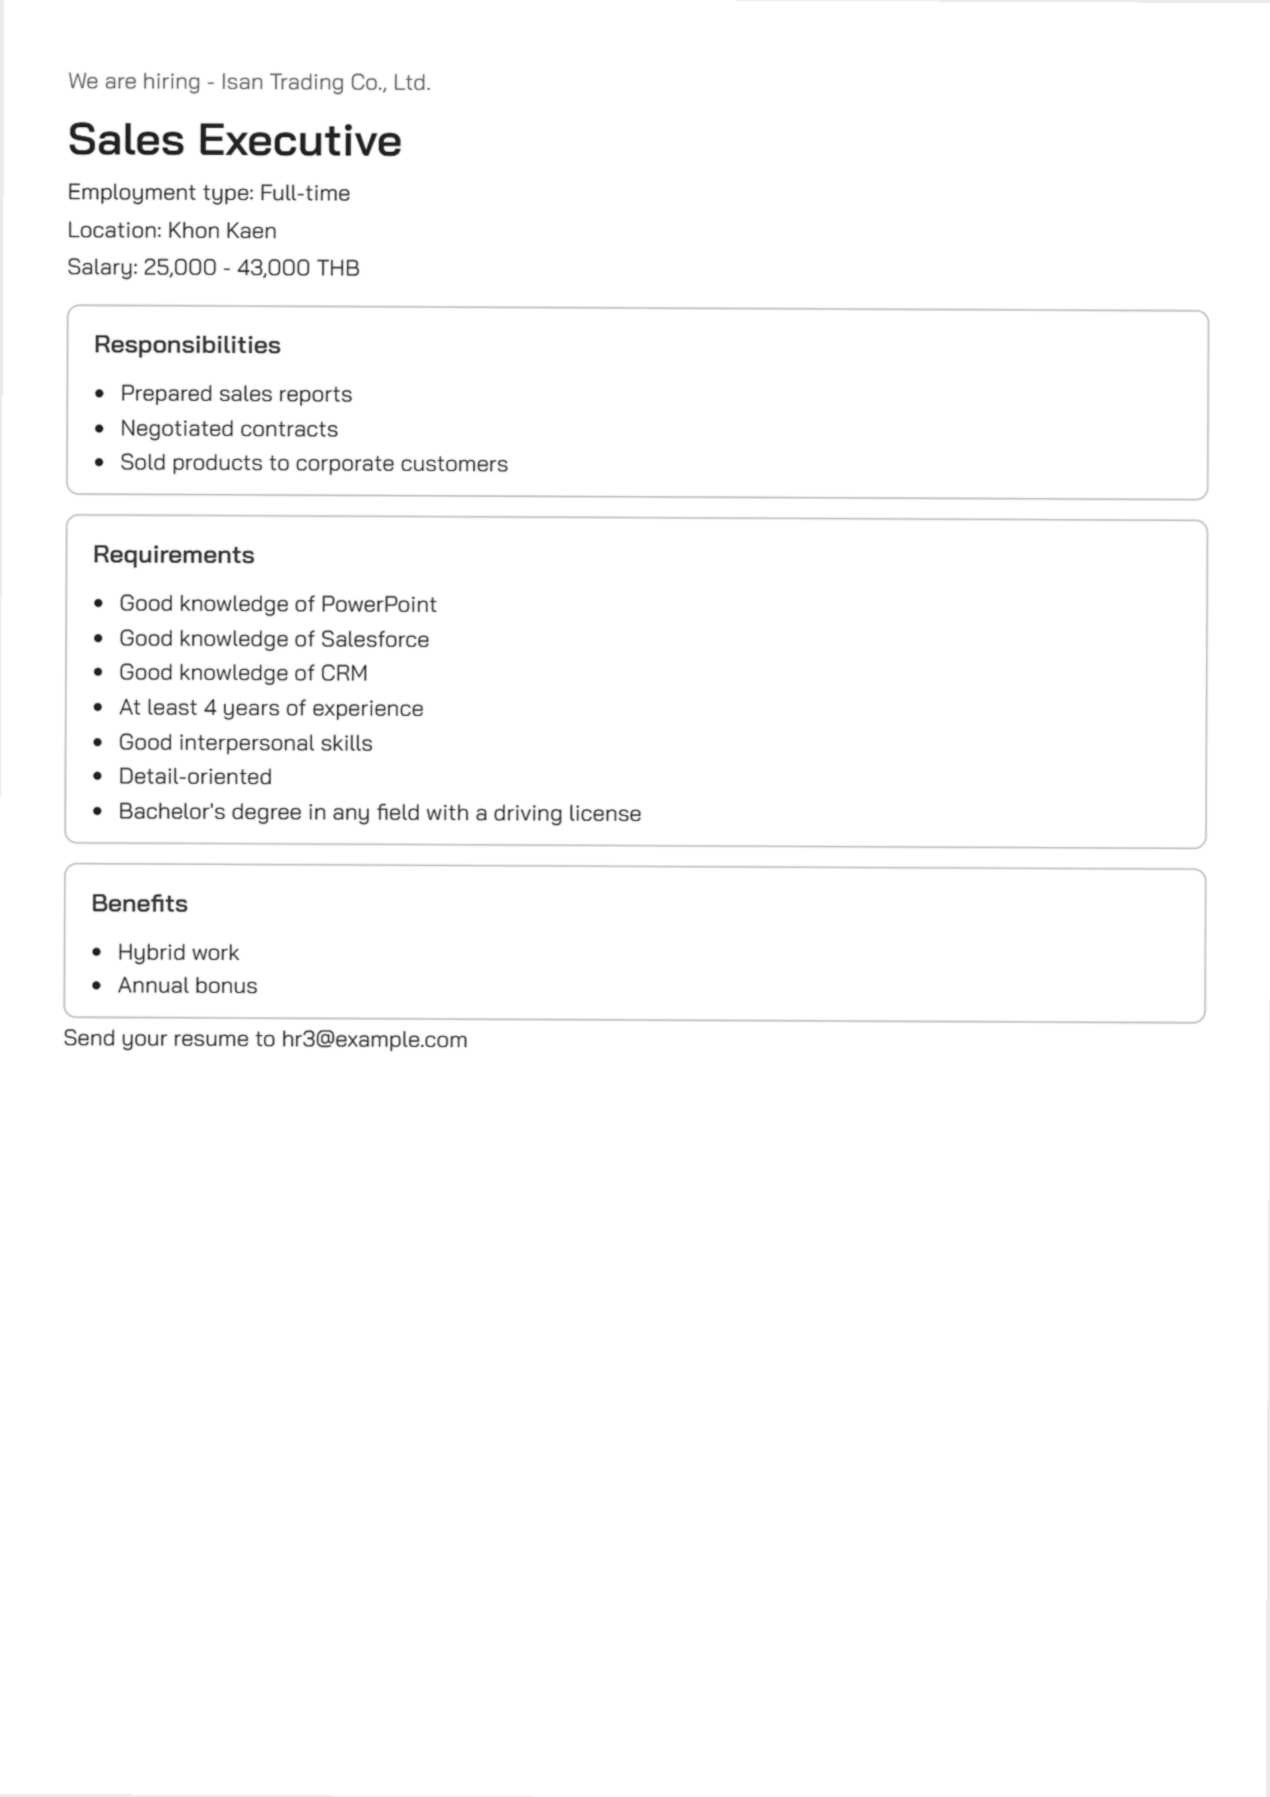 We are hiring - Isan Trading Co., Ltd.
Sales Executive
Employment type: Full-time
Location: Khon Kaen
Salary: 25,000 - 43,000 THB
Responsibilities
• Prepared sales reports
• Negotiated contracts
• Sold products to corporate customers
Requirements
• Good knowledge of PowerPoint
• Good knowledge of Salesforce
• Good knowledge of CRM
• At least 4 years of experience
• Good interpersonal skills
• Detail-oriented
• Bachelor's degree in any field with a driving license
Benefits
• Hybrid work
• Annual bonus
Send your resume to hr3@example.com